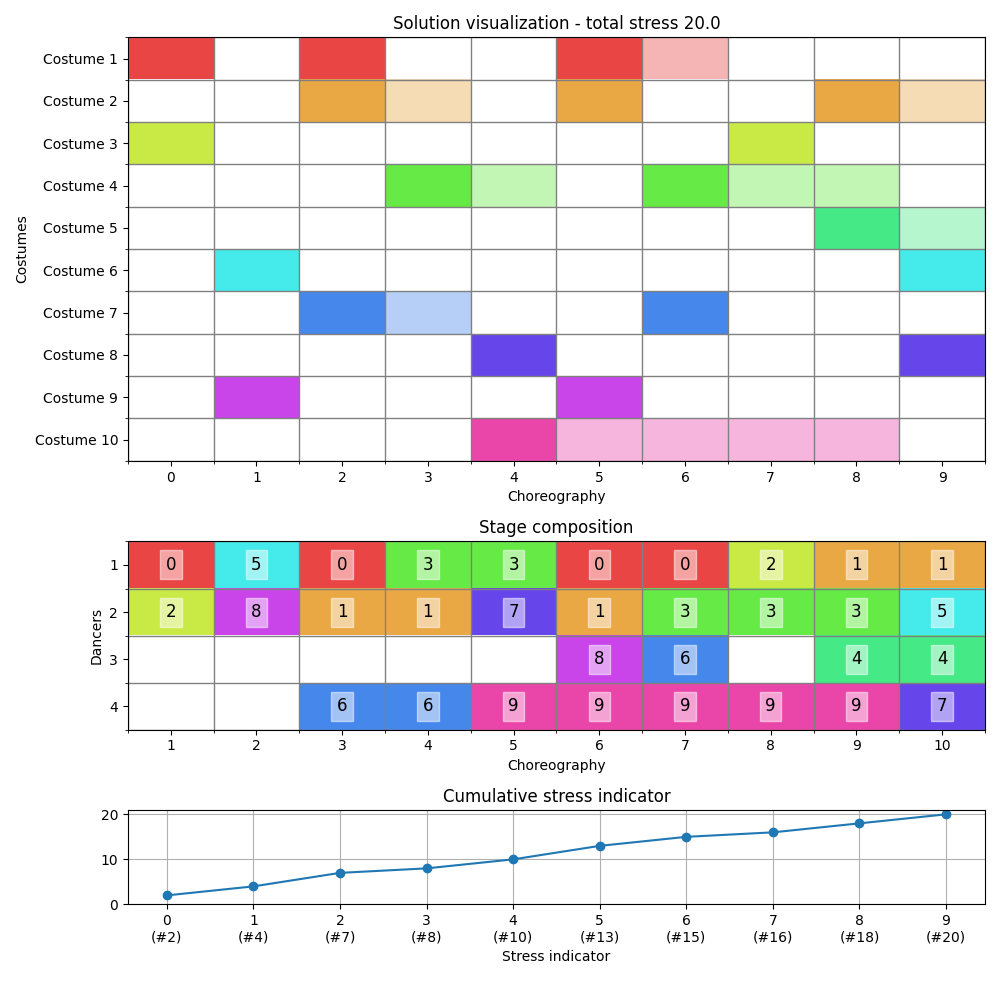 Solution visualization - total stress 20.0
Costumes
Costume 1
Costume 2
Costume 3
Costume 4
Costume 5
Costume 6
Costume 7
Costume 8
Costume 9
Costume 10
0 1 2 3 4 5 6 7 8 9
Choreography
Stage composition
Dancers
1 0 5 0 3 3 0 0 2 1 1
2 2 8 1 1 7 1 3 3 3 5
3 8 6 4 4
4 6 6 9 9 9 9 9 7
1 2 3 4 5 6 7 8 9 10
Choreography
Cumulative stress indicator
20
10
0
0 1 2 3 4 5 6 7 8 9
(#2) (#4) (#7) (#8) (#10) (#13) (#15) (#16) (#18) (#20)
Stress indicator